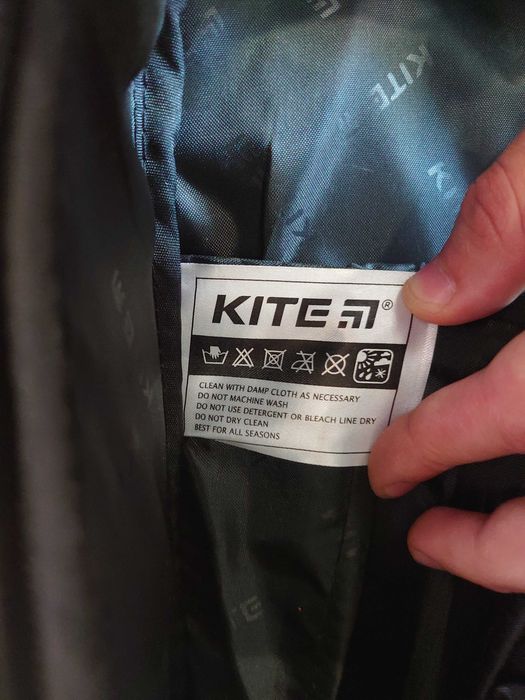 KITE
KITE ®
CLEAN WITH DAMP CLOTH AS NECESSARY
DO NOT MACHINE WASH
DO NOT USE DETERGENT OR BLEACH LINE DRY
DO NOT DRY CLEAN
BEST FOR ALL SEASONS